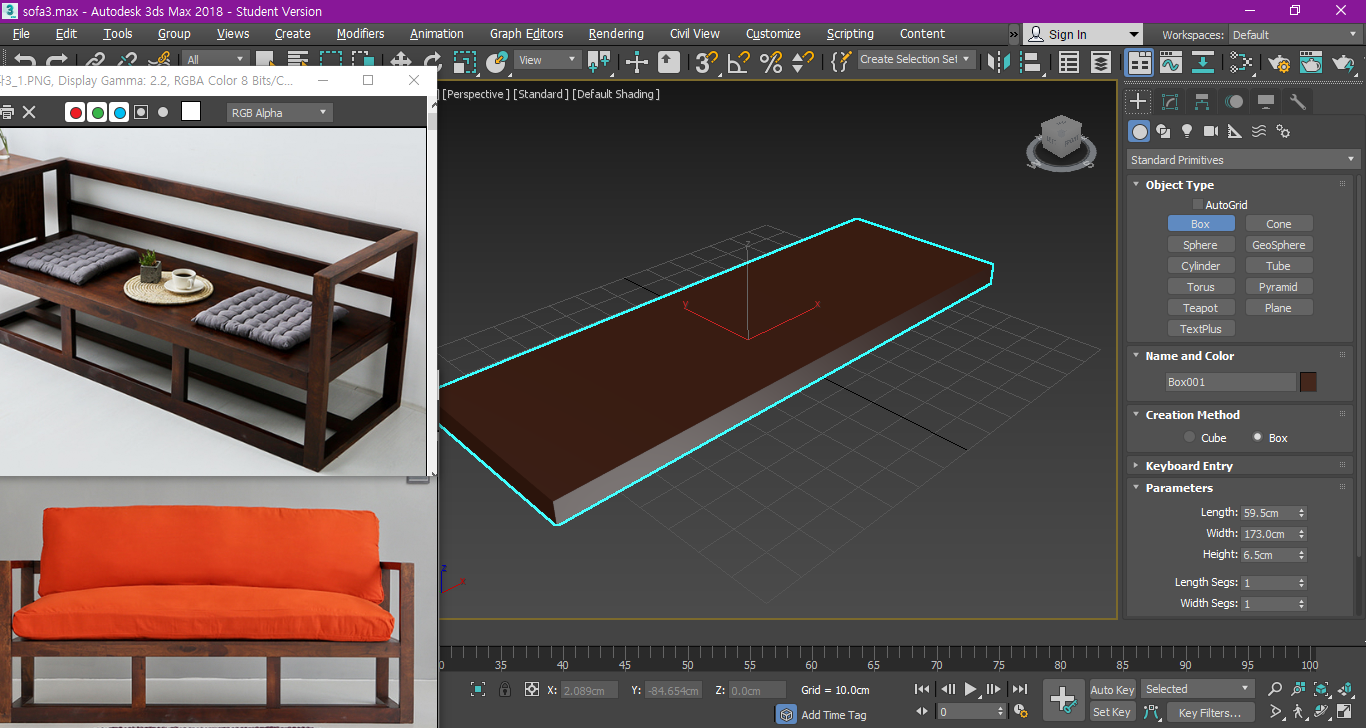 sofa3.max - Autodesk 3ds Max 2018 - Student Version
File Edit Tools Group Views Create Modifiers Animation Graph Editors Rendering Civil View Customize Scripting Content » Sign In Workspaces: Default
All View Create Selection Set
3_1.PNG, Display Gamma: 2.2, RGBA Color 8 Bits/C...
RGB Alpha
] [Perspective ] [Standard ] [Default Shading ]
z
y
x
z
x
Standard Primitives
Object Type
AutoGrid
Box Cone
Sphere GeoSphere
Cylinder Tube
Torus Pyramid
Teapot Plane
TextPlus
Name and Color
Box001
Creation Method
Cube Box
Keyboard Entry
Parameters
Length: 59.5cm
Width: 173.0cm
Height: 6.5cm
Length Segs: 1
Width Segs: 1
30 35 40 45 50 55 60 65 70 75 80 85 90 95 100
X: 2.089cm Y: -84.654cm Z: 0.0cm Grid = 10.0cm Auto Key Selected
Add Time Tag 0 Set Key Key Filters...